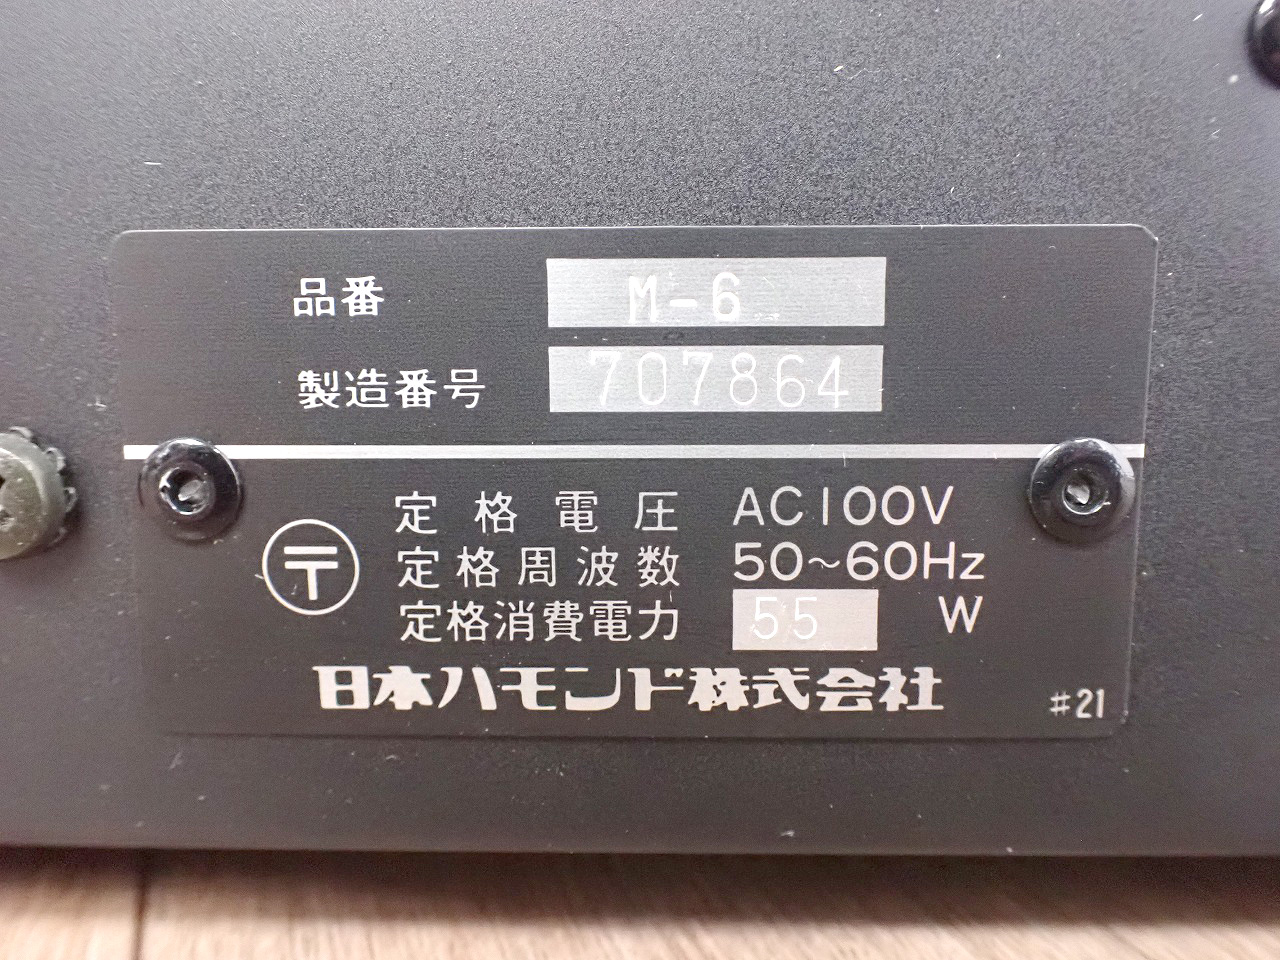 品番 M-6
製造番号 707864
定格電圧 AC100V
〒 定格周波数 50~60Hz
定格消費電力 55 W
日本ハモンド株式会社
#21